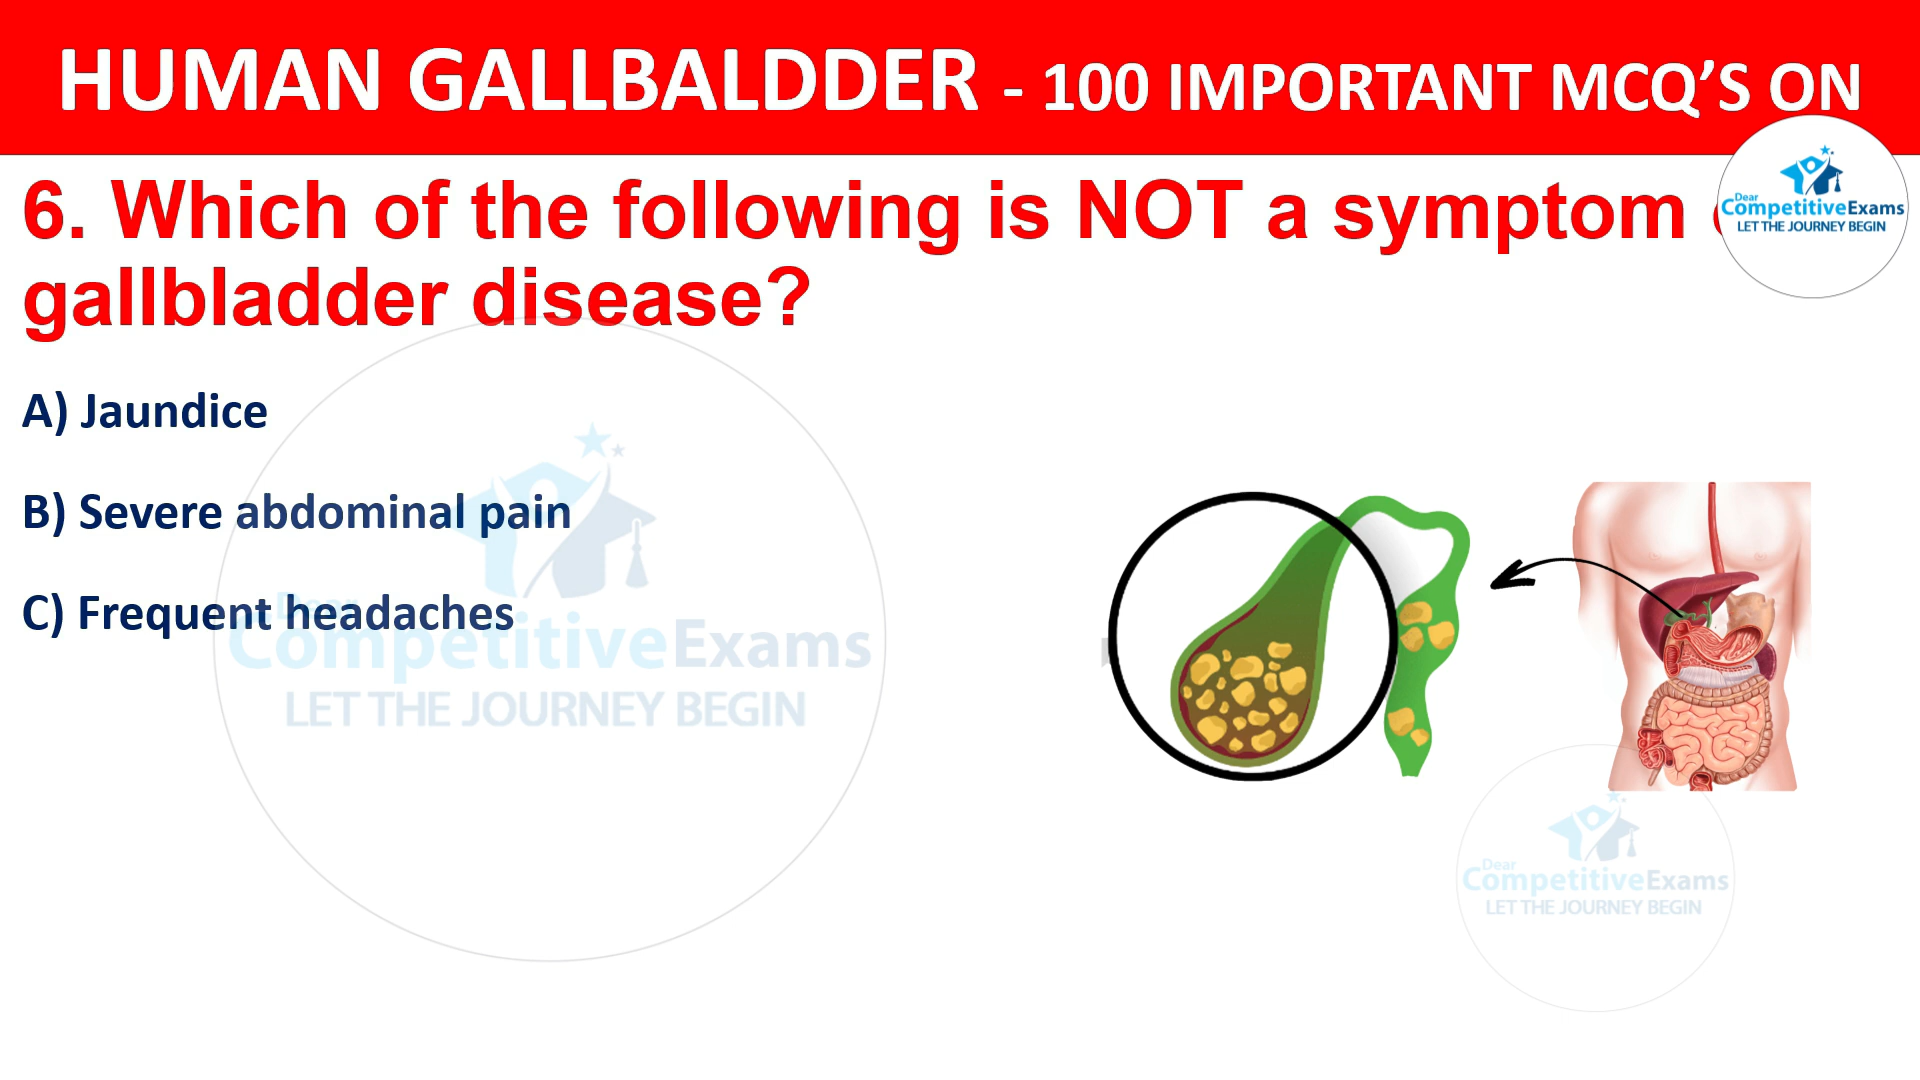 HUMAN GALLBALDDER - 100 IMPORTANT MCQ’S ON
6. Which of the following is NOT a symptom
gallbladder disease?
A) Jaundice
B) Severe abdominal pain
C) Frequent headaches
Dear
CompetitiveExams
LET THE JOURNEY BEGIN
Dear
CompetitiveExams
LET THE JOURNEY BEGIN
Dear
CompetitiveExams
LET THE JOURNEY BEGIN